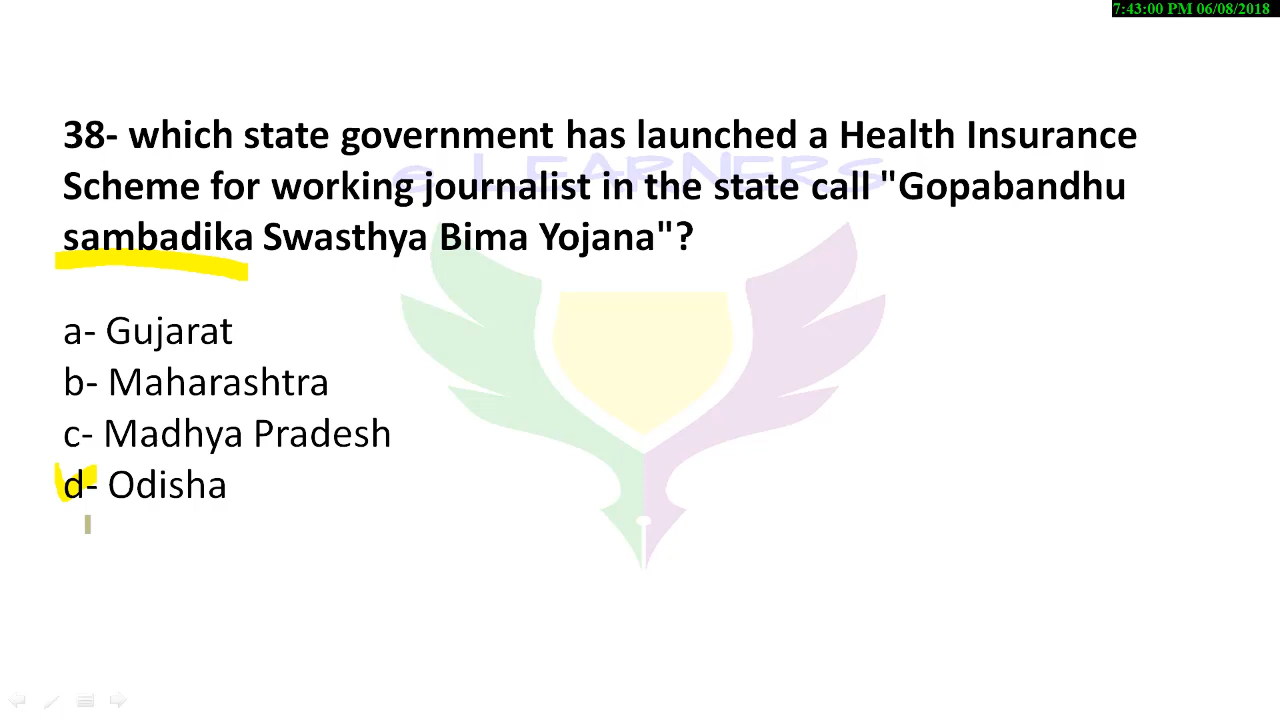 7:43:00 PM 06/08/2018
38- which state government has launched a Health Insurance
e LEARNERS
Scheme for working journalist in the state call "Gopabandhu
sambadika Swasthya Bima Yojana"?
a- Gujarat
b- Maharashtra
c- Madhya Pradesh
d- Odisha